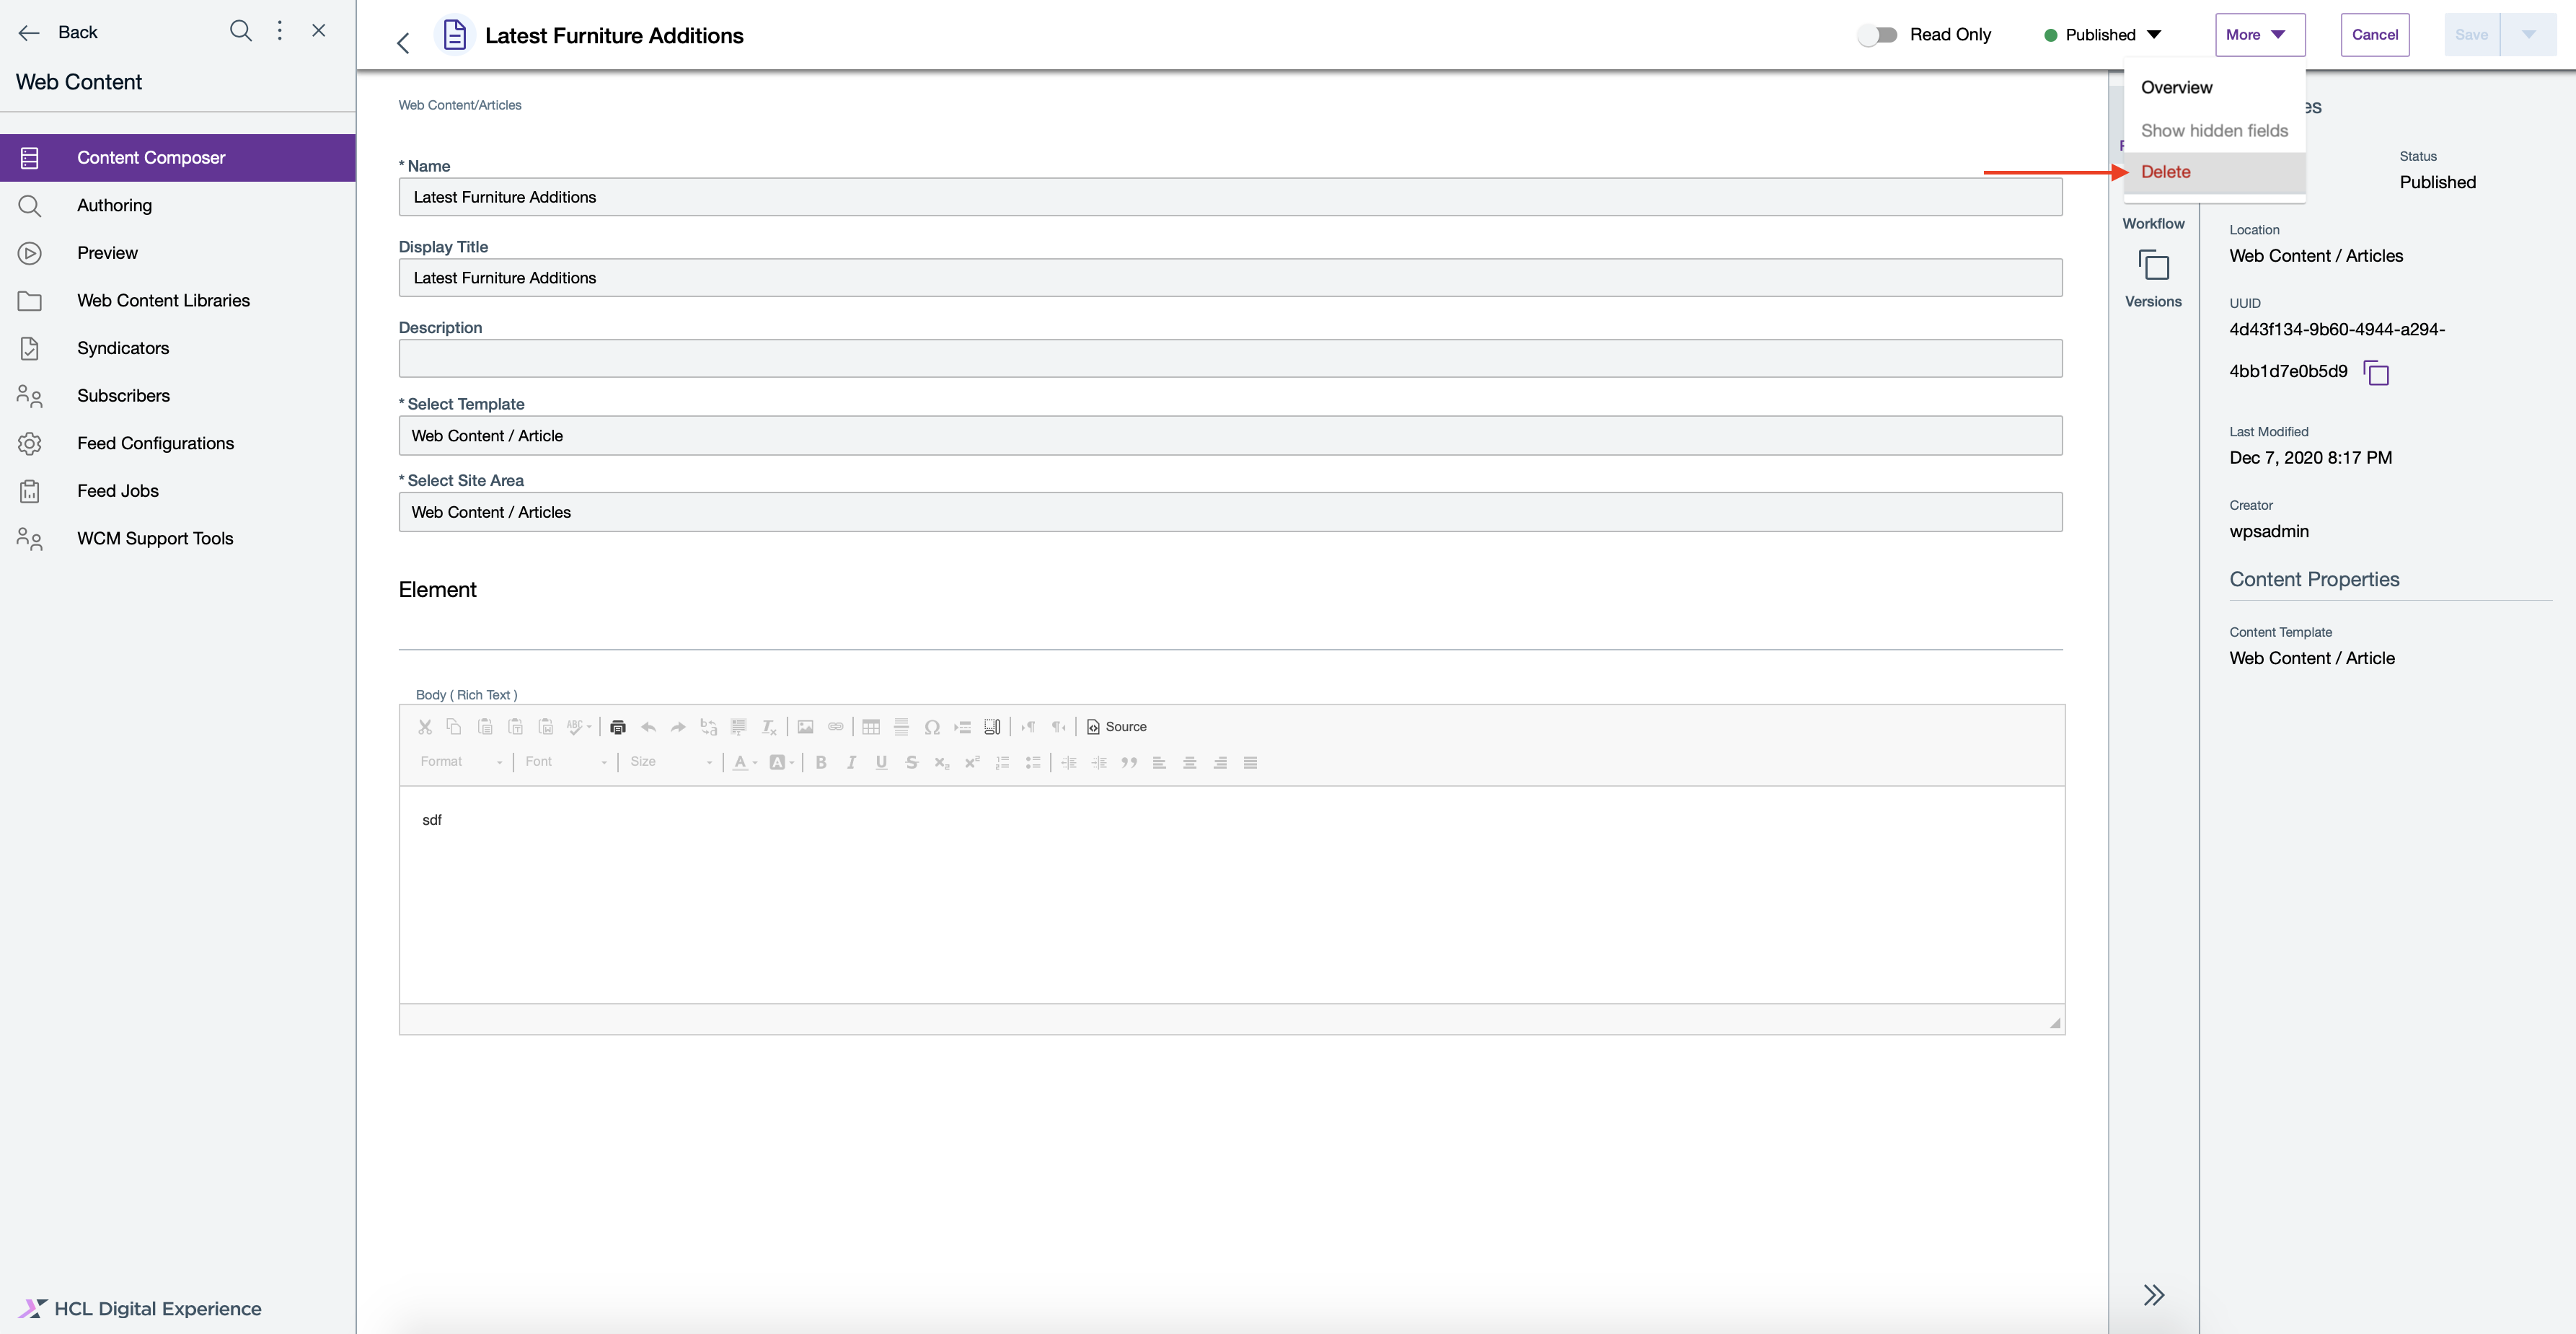 Back
Web Content
Content Composer
Authoring
Preview
Web Content Libraries
Syndicators
Subscribers
Feed Configurations
Feed Jobs
WCM Support Tools
HCL Digital Experience
Latest Furniture Additions
Read Only
Published
More
Cancel
Save
Overview
Show hidden fields
Delete
Web Content/Articles
* Name
Latest Furniture Additions
Display Title
Latest Furniture Additions
Description
* Select Template
Web Content / Article
* Select Site Area
Web Content / Articles
Element
Body ( Rich Text )
Source
Format
Font
Size
sdf
Workflow
Versions
Status
Published
Location
Web Content / Articles
UUID
4d43f134-9b60-4944-a294-
4bb1d7e0b5d9
Last Modified
Dec 7, 2020 8:17 PM
Creator
wpsadmin
Content Properties
Content Template
Web Content / Article